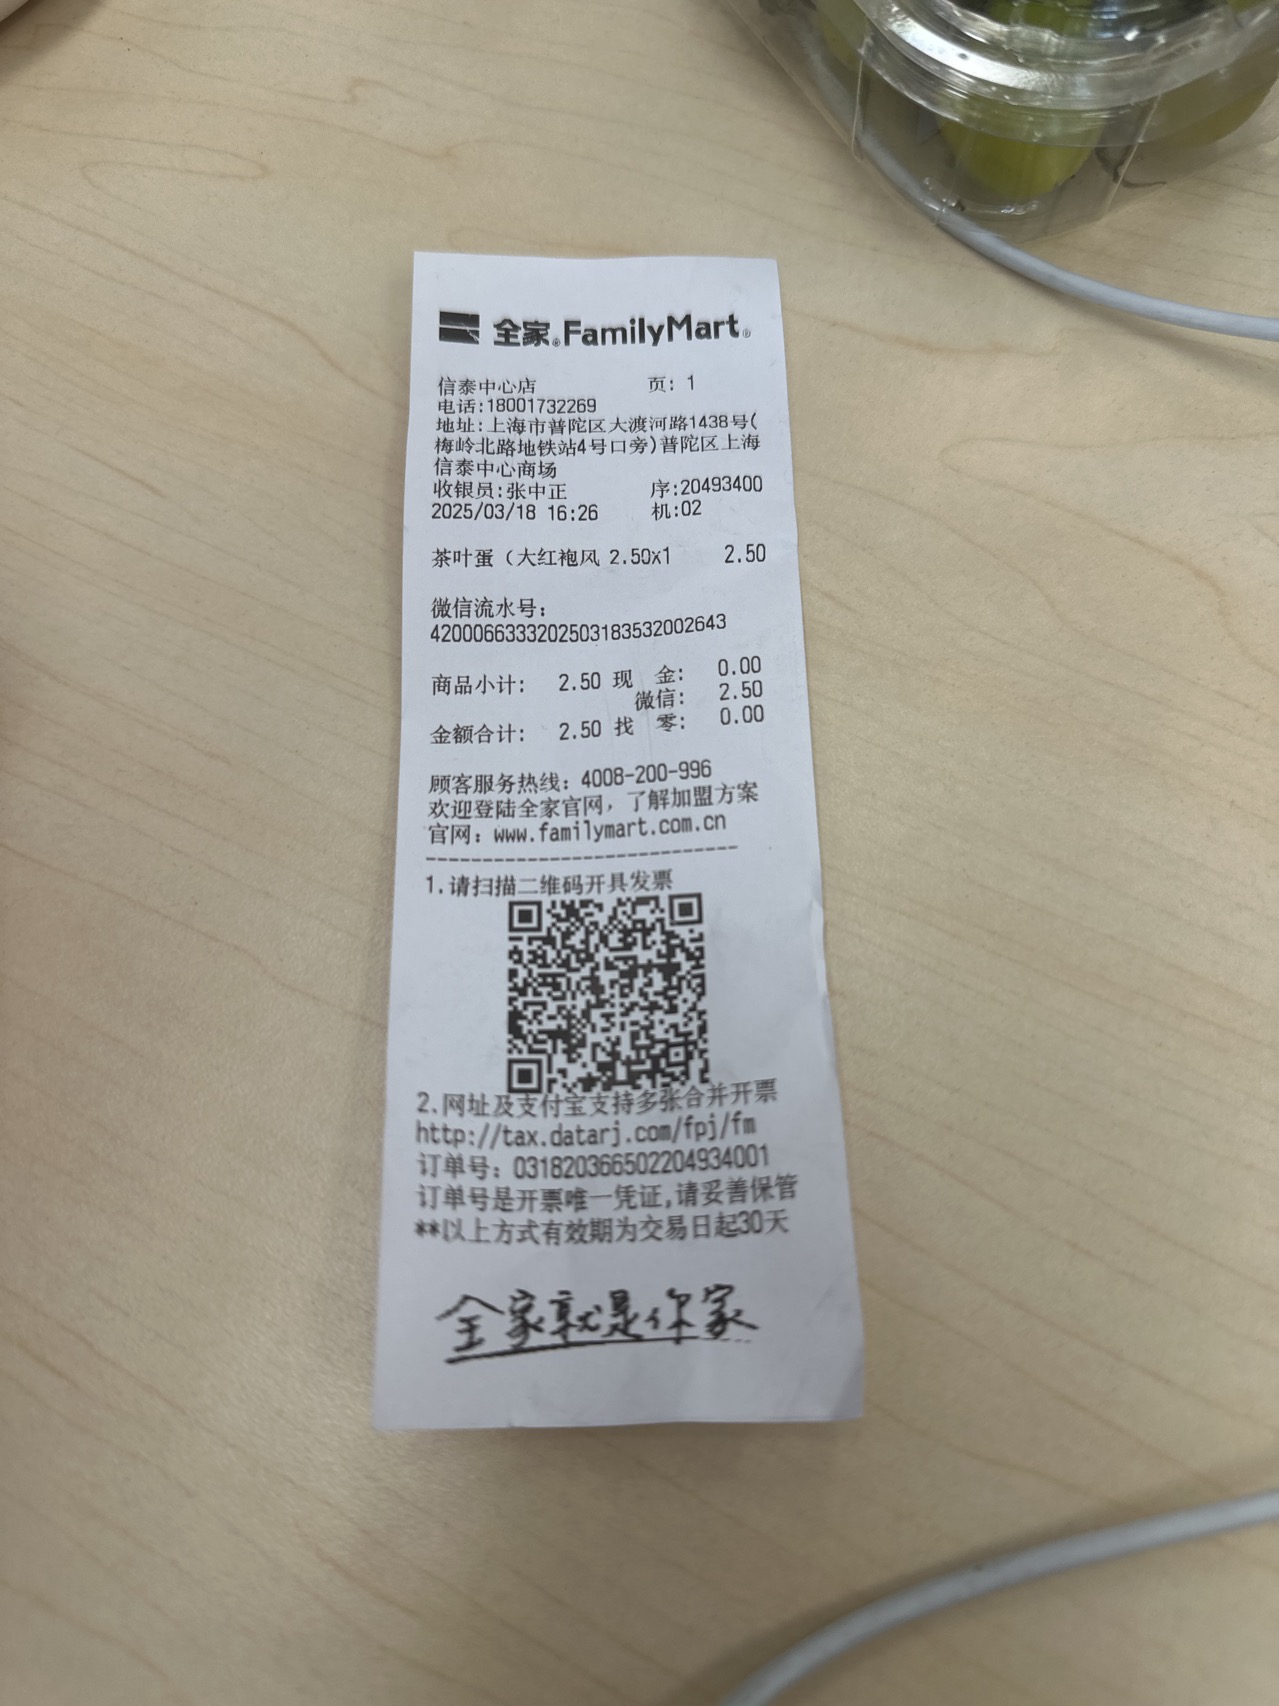 全家®FamilyMart®
信泰中心店 页: 1
电话:18001732269
地址:上海市普陀区大渡河路1438号(
梅岭北路地铁站4号口旁)普陀区上海
信泰中心商场
收银员:张中正 序:20493400
2025/03/18 16:26 机:02
茶叶蛋（大红袍风 2.50x1 2.50
微信流水号:
4200066333202503183532002643
商品小计: 2.50 现 金: 0.00
微信: 2.50
金额合计: 2.50 找 零: 0.00
顾客服务热线: 4008-200-996
欢迎登陆全家官网，了解加盟方案
官网: www.familymart.com.cn
---------------------------
1.请扫描二维码开具发票
2.网址及支付宝支持多张合并开票
http://tax.datarj.com/fpj/fm
订单号: 031820366502204934001
订单号是开票唯一凭证,请妥善保管
**以上方式有效期为交易日起30天
全家就是你家